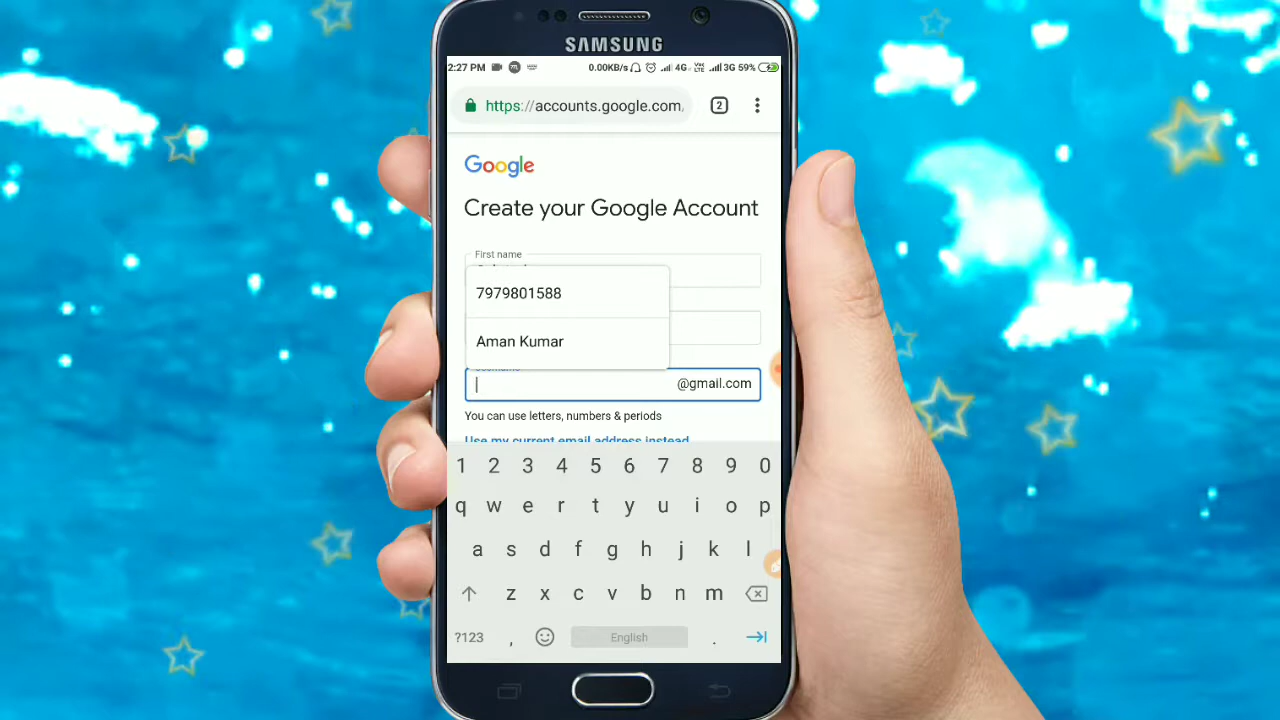 SAMSUNG
2:27 PM 0.00KB/s 4G VoLTE 3G 59%
https://accounts.google.com/ 2
Google
Create your Google Account
First name
7979801588
Aman Kumar
@gmail.com
You can use letters, numbers & periods
Use my current email address instead
1 2 3 4 5 6 7 8 9 0
q w e r t y u i o p
a s d f g h j k l
z x c v b n m
?123 , English .